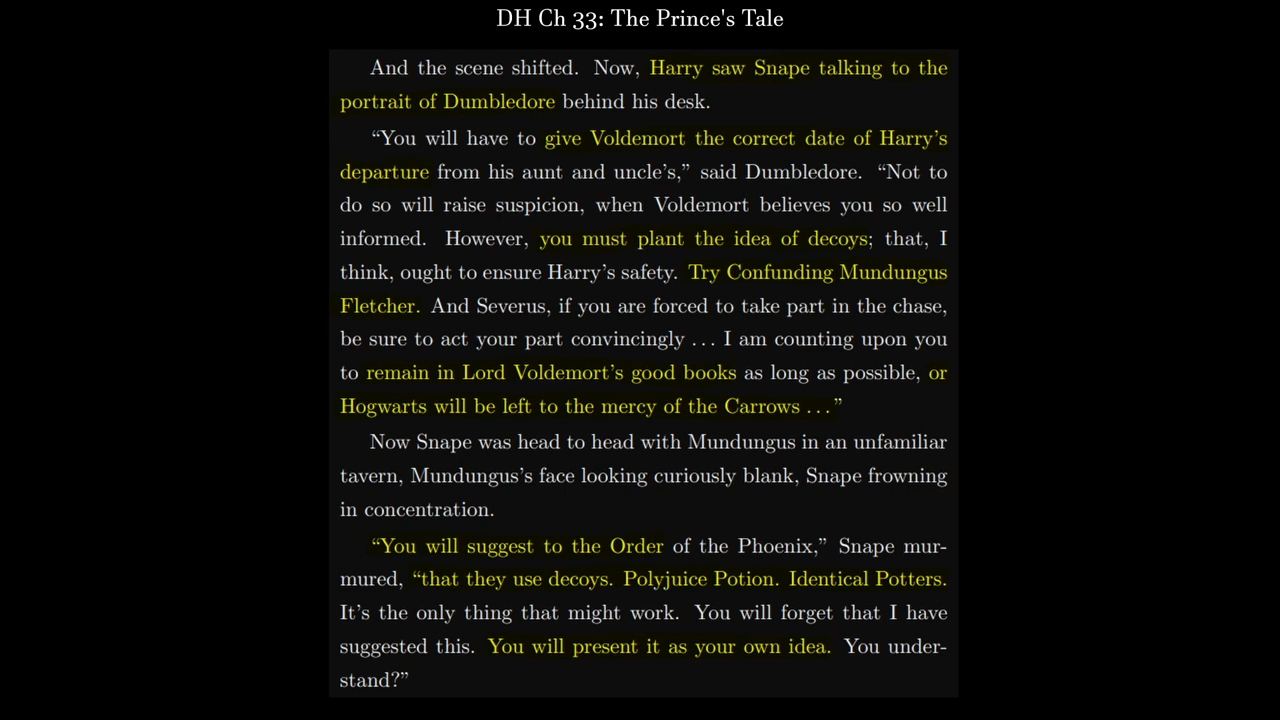 DH Ch 33: The Prince's Tale
And the scene shifted. Now, Harry saw Snape talking to the
portrait of Dumbledore behind his desk.
“You will have to give Voldemort the correct date of Harry’s
departure from his aunt and uncle’s,” said Dumbledore. “Not to
do so will raise suspicion, when Voldemort believes you so well
informed. However, you must plant the idea of decoys; that, I
think, ought to ensure Harry’s safety. Try Confunding Mundungus
Fletcher. And Severus, if you are forced to take part in the chase,
be sure to act your part convincingly ... I am counting upon you
to remain in Lord Voldemort’s good books as long as possible, or
Hogwarts will be left to the mercy of the Carrows ...”
Now Snape was head to head with Mundungus in an unfamiliar
tavern, Mundungus’s face looking curiously blank, Snape frowning
in concentration.
“You will suggest to the Order of the Phoenix,” Snape mur-
mured, “that they use decoys. Polyjuice Potion. Identical Potters.
It’s the only thing that might work. You will forget that I have
suggested this. You will present it as your own idea. You under-
stand?”